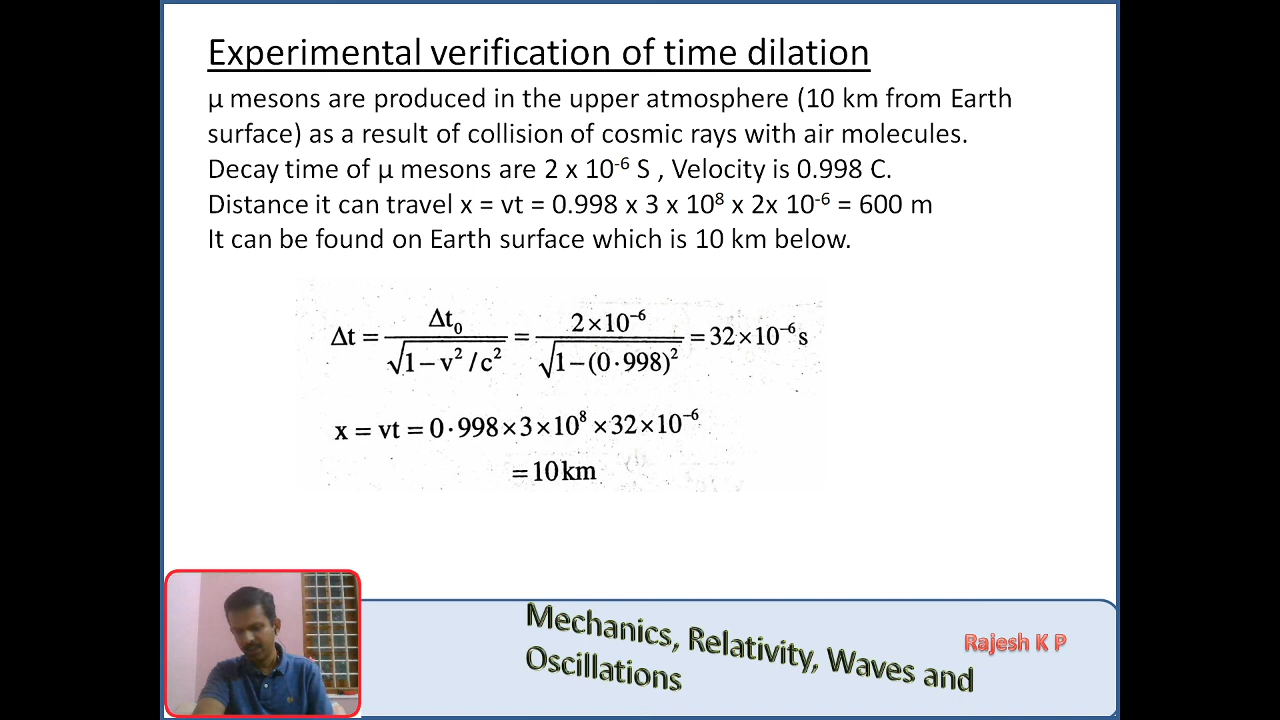 Experimental verification of time dilation
μ mesons are produced in the upper atmosphere (10 km from Earth
surface) as a result of collision of cosmic rays with air molecules.
Decay time of μ mesons are 2 x 10⁻⁶ S , Velocity is 0.998 C.
Distance it can travel x = vt = 0.998 x 3 x 10⁸ x 2x 10⁻⁶ = 600 m
It can be found on Earth surface which is 10 km below.
Δt = Δt₀ / √(1 – v² / c²) = 2×10⁻⁶ / √(1–(0·998)²) = 32×10⁻⁶s
x = vt = 0·998×3×10⁸ ×32×10⁻⁶
= 10 km
Mechanics, Relativity, Waves and
Oscillations
Rajesh K P